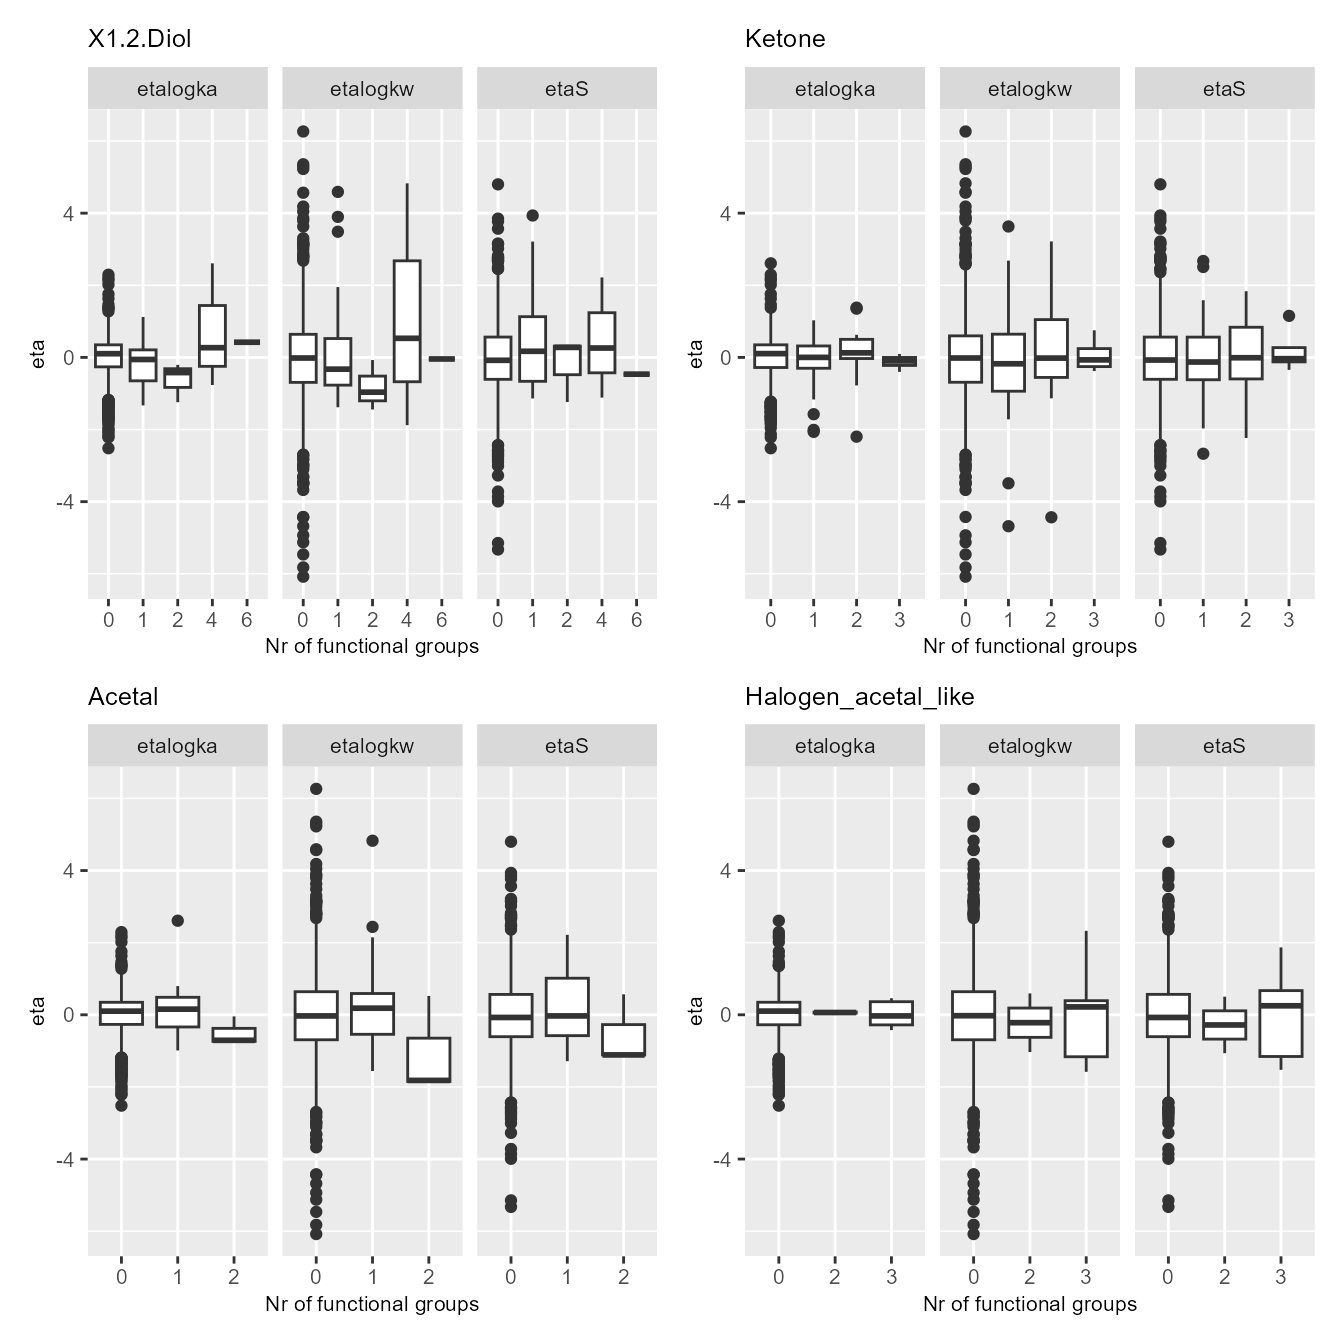 X1.2.Diol
etalogka etalogkw etaS
eta
4
0
-4
0 1 2 4 6 0 1 2 4 6 0 1 2 4 6
Nr of functional groups
Ketone
etalogka etalogkw etaS
eta
4
0
-4
0 1 2 3 0 1 2 3 0 1 2 3
Nr of functional groups
Acetal
etalogka etalogkw etaS
eta
4
0
-4
0 1 2 0 1 2 0 1 2
Nr of functional groups
Halogen_acetal_like
etalogka etalogkw etaS
eta
4
0
-4
0 2 3 0 2 3 0 2 3
Nr of functional groups